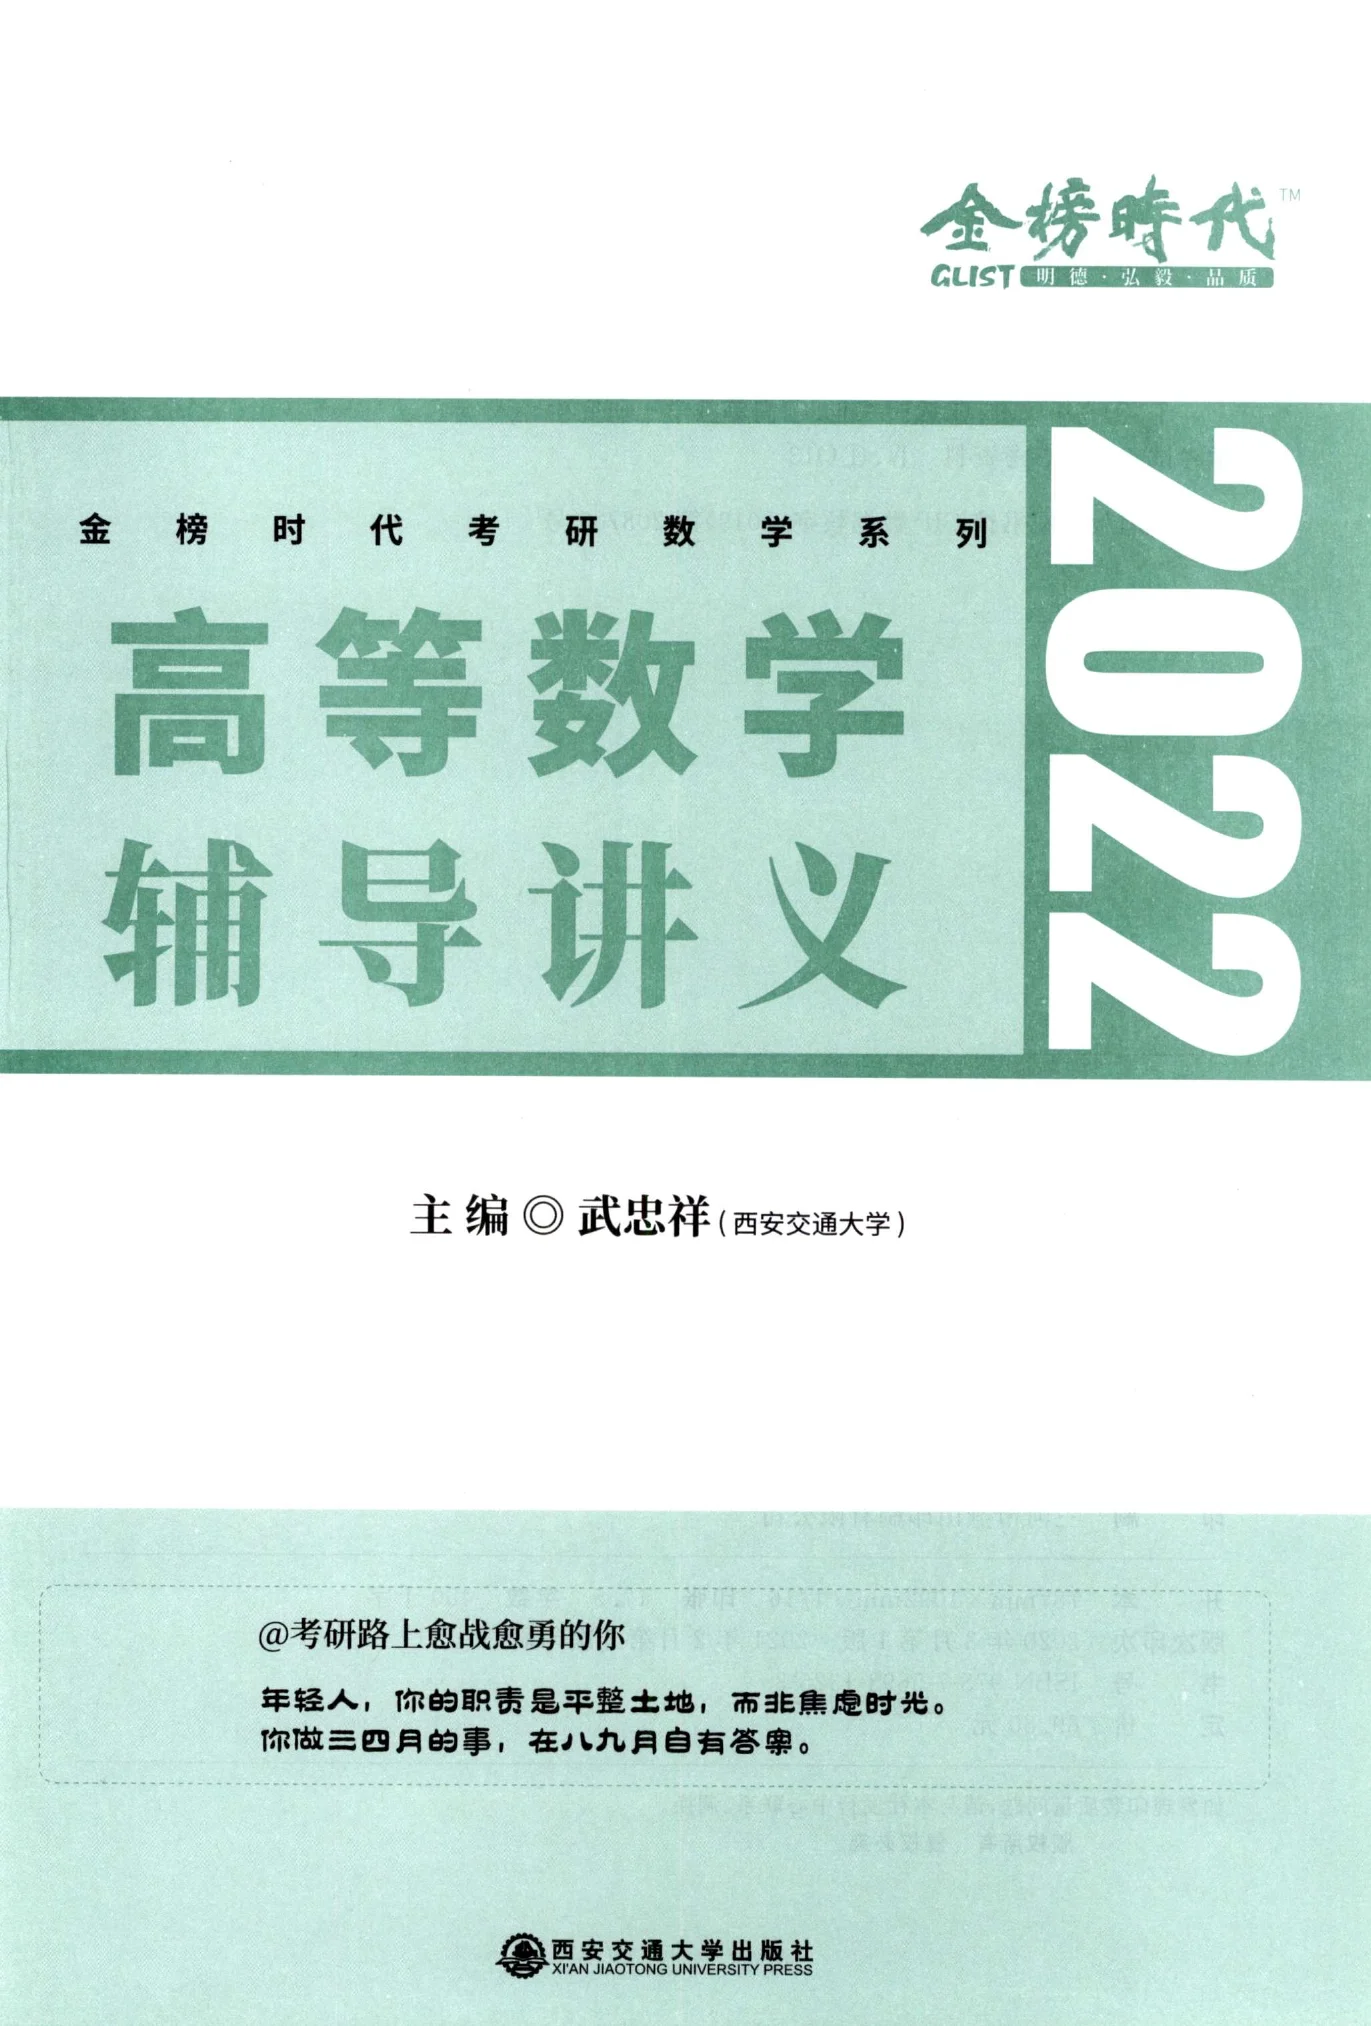 金榜時代™
GLIST 明德·弘毅·品质
金榜时代考研数学系列
2022
高等数学
辅导讲义
主编◎武忠祥（西安交通大学）
@考研路上愈战愈勇的你
年轻人，你的职责是平整土地，而非焦虑时光。
你做三四月的事，在八九月自有答案。
西安交通大学出版社
XI'AN JIAOTONG UNIVERSITY PRESS